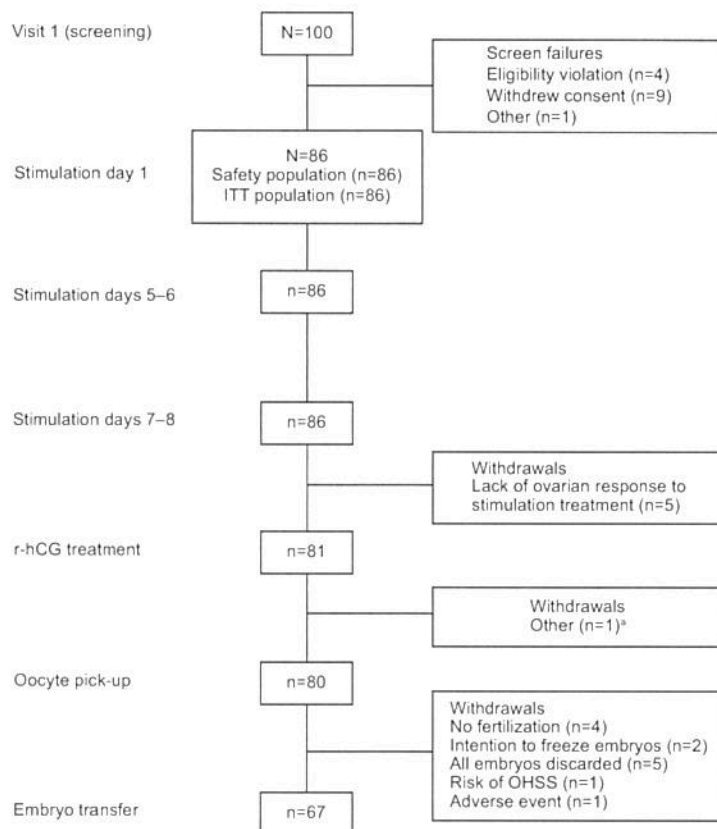 Visit 1 (screening)
N=100
Screen failures
Eligibility violation (n=4)
Withdrew consent (n=9)
Other (n=1)
Stimulation day 1
N=86
Safety population (n=86)
ITT population (n=86)
Stimulation days 5–6
n=86
Stimulation days 7–8
n=86
Withdrawals
Lack of ovarian response to
stimulation treatment (n=5)
r-hCG treatment
n=81
Withdrawals
Other (n=1)ᵃ
Oocyte pick-up
n=80
Withdrawals
No fertilization (n=4)
Intention to freeze embryos (n=2)
All embryos discarded (n=5)
Risk of OHSS (n=1)
Adverse event (n=1)
Embryo transfer
n=67